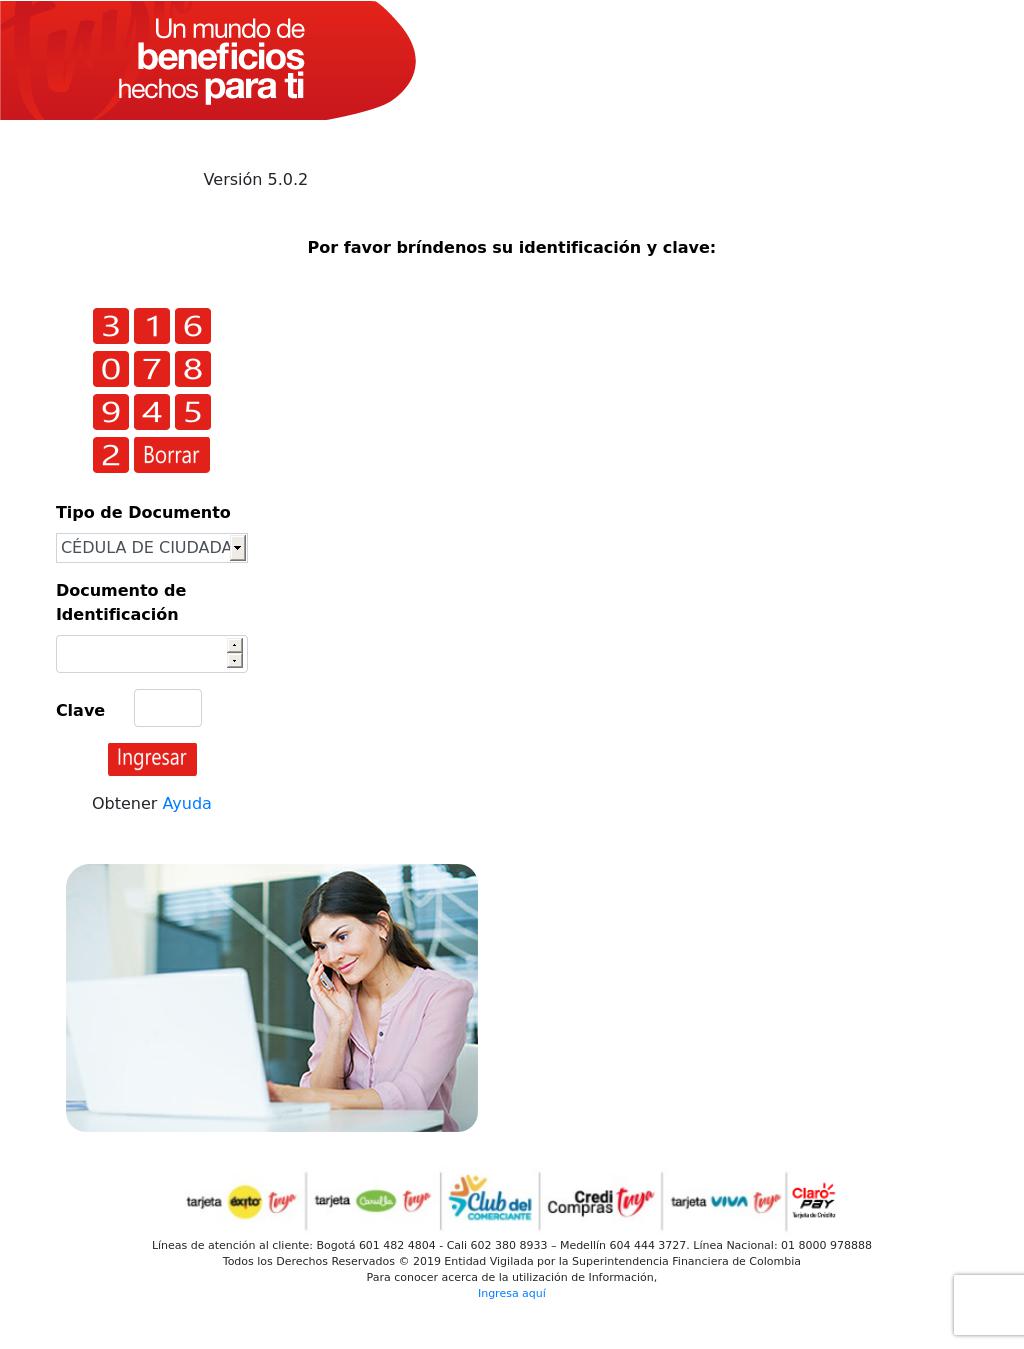 Un mundo de
beneficios
hechos para ti
Versión 5.0.2
Por favor bríndenos su identificación y clave:
3 1 6
0 7 8
9 4 5
2 Borrar
Tipo de Documento
CÉDULA DE CIUDADA
Documento de
Identificación
Clave
Ingresar
Obtener Ayuda
tarjeta éxito tuya
tarjeta Carulla tuya
Club del
COMERCIANTE
Credi
Compras tuya
tarjeta VIVA tuya
Claro
PAY
Tarjeta de Crédito
Líneas de atención al cliente: Bogotá 601 482 4804 - Cali 602 380 8933 – Medellín 604 444 3727. Línea Nacional: 01 8000 978888
Todos los Derechos Reservados © 2019 Entidad Vigilada por la Superintendencia Financiera de Colombia
Para conocer acerca de la utilización de Información,
Ingresa aquí